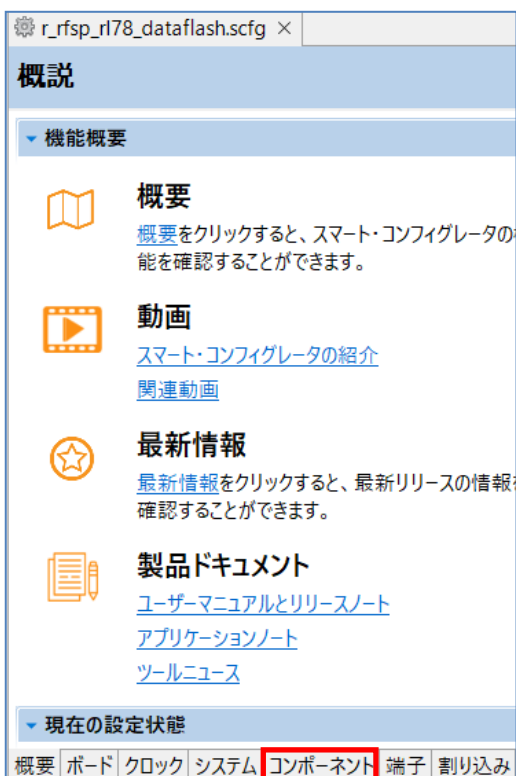 r_rfsp_rl78_dataflash.scfg ×
概説
機能概要
概要
概要をクリックすると、スマート・コンフィグレータの
能を確認することができます。
動画
スマート・コンフィグレータの紹介
関連動画
最新情報
最新情報をクリックすると、最新リリースの情報
確認することができます。
製品ドキュメント
ユーザーマニュアルとリリースノート
アプリケーションノート
ツールニュース
現在の設定状態
概要 ボード クロック システム コンポーネント 端子 割り込み